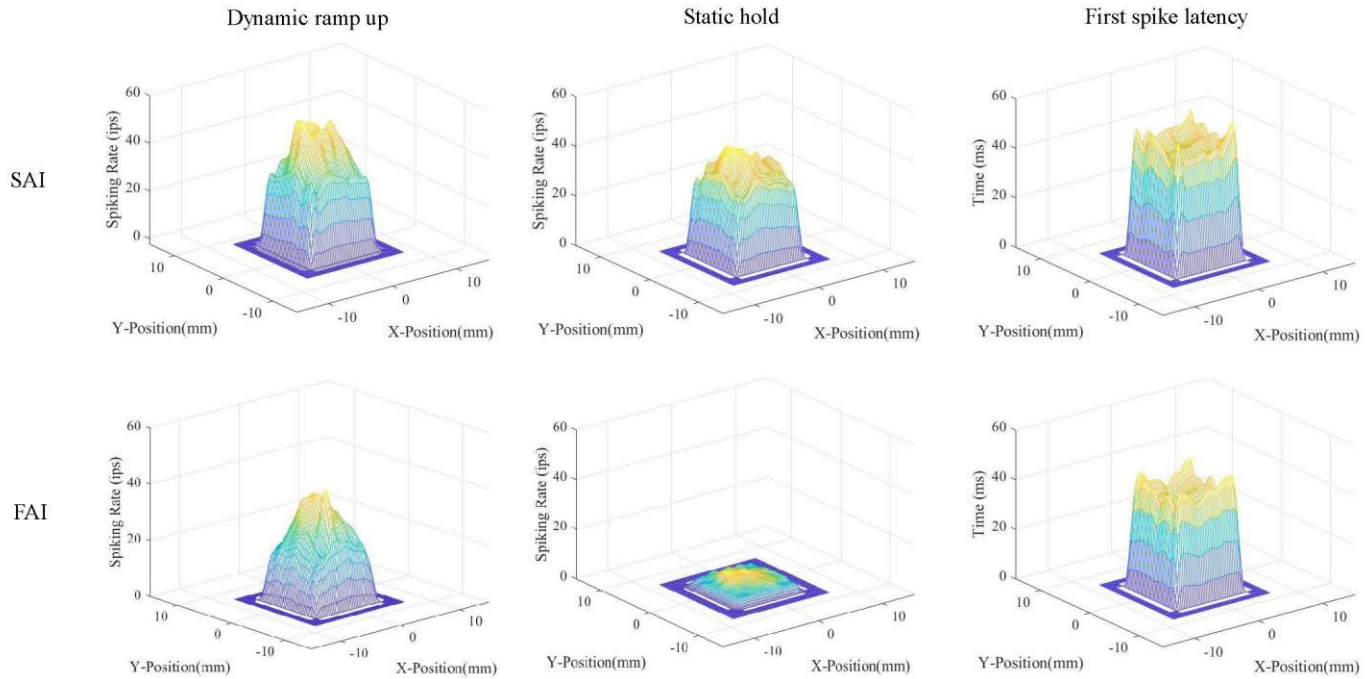 Dynamic ramp up
Static hold
First spike latency
SAI
60
40
20
0
Spiking Rate (ips)
10
0
-10
Y-Position(mm)
-10
0
10
X-Position(mm)
60
40
20
0
Spiking Rate (ips)
10
0
-10
Y-Position(mm)
-10
0
10
X-Position(mm)
60
40
20
0
Time (ms)
10
0
-10
Y-Position(mm)
-10
0
10
X-Position(mm)
FAI
60
40
20
0
Spiking Rate (ips)
10
0
-10
Y-Position(mm)
-10
0
10
X-Position(mm)
60
40
20
0
Spiking Rate (ips)
10
0
-10
Y-Position(mm)
-10
0
10
X-Position(mm)
60
40
20
0
Time (ms)
10
0
-10
Y-Position(mm)
-10
0
10
X-Position(mm)